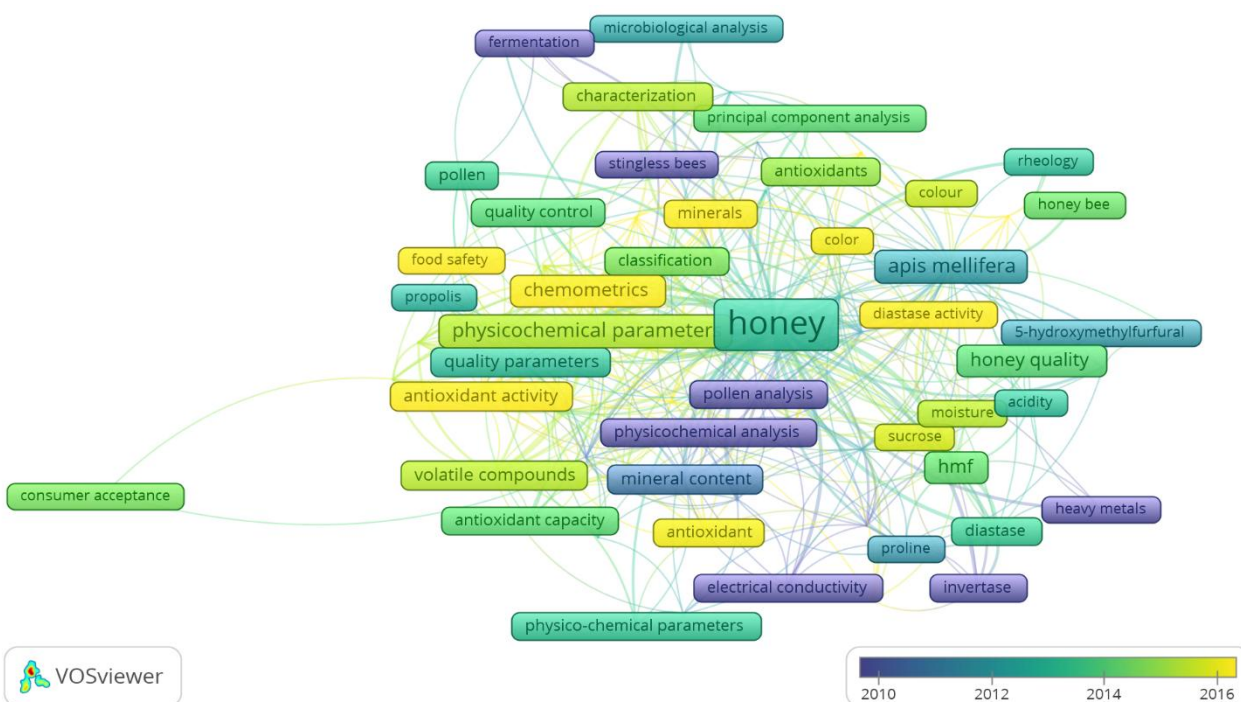 microbiological analysis
fermentation
characterization
principal component analysis
stingless bees
rheology
antioxidants
pollen
colour
honey bee
quality control
minerals
color
food safety
classification
apis mellifera
chemometrics
propolis
diastase activity
honey
physicochemical parameter
5-hydroxymethylfurfural
quality parameters
honey quality
antioxidant activity
pollen analysis
acidity
moisture
physicochemical analysis
sucrose
hmf
volatile compounds
mineral content
consumer acceptance
heavy metals
antioxidant capacity
antioxidant
diastase
proline
electrical conductivity
invertase
physico-chemical parameters
VOSviewer
2010 2012 2014 2016